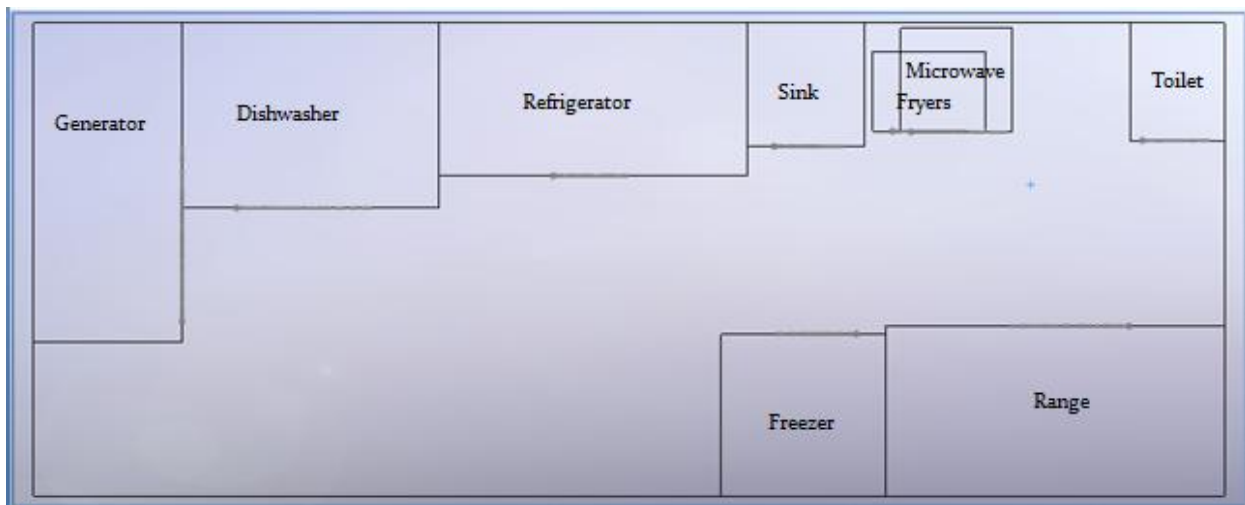 Generator
Dishwasher
Refrigerator
Sink
Microwave
Fryers
Toilet
Freezer
Range